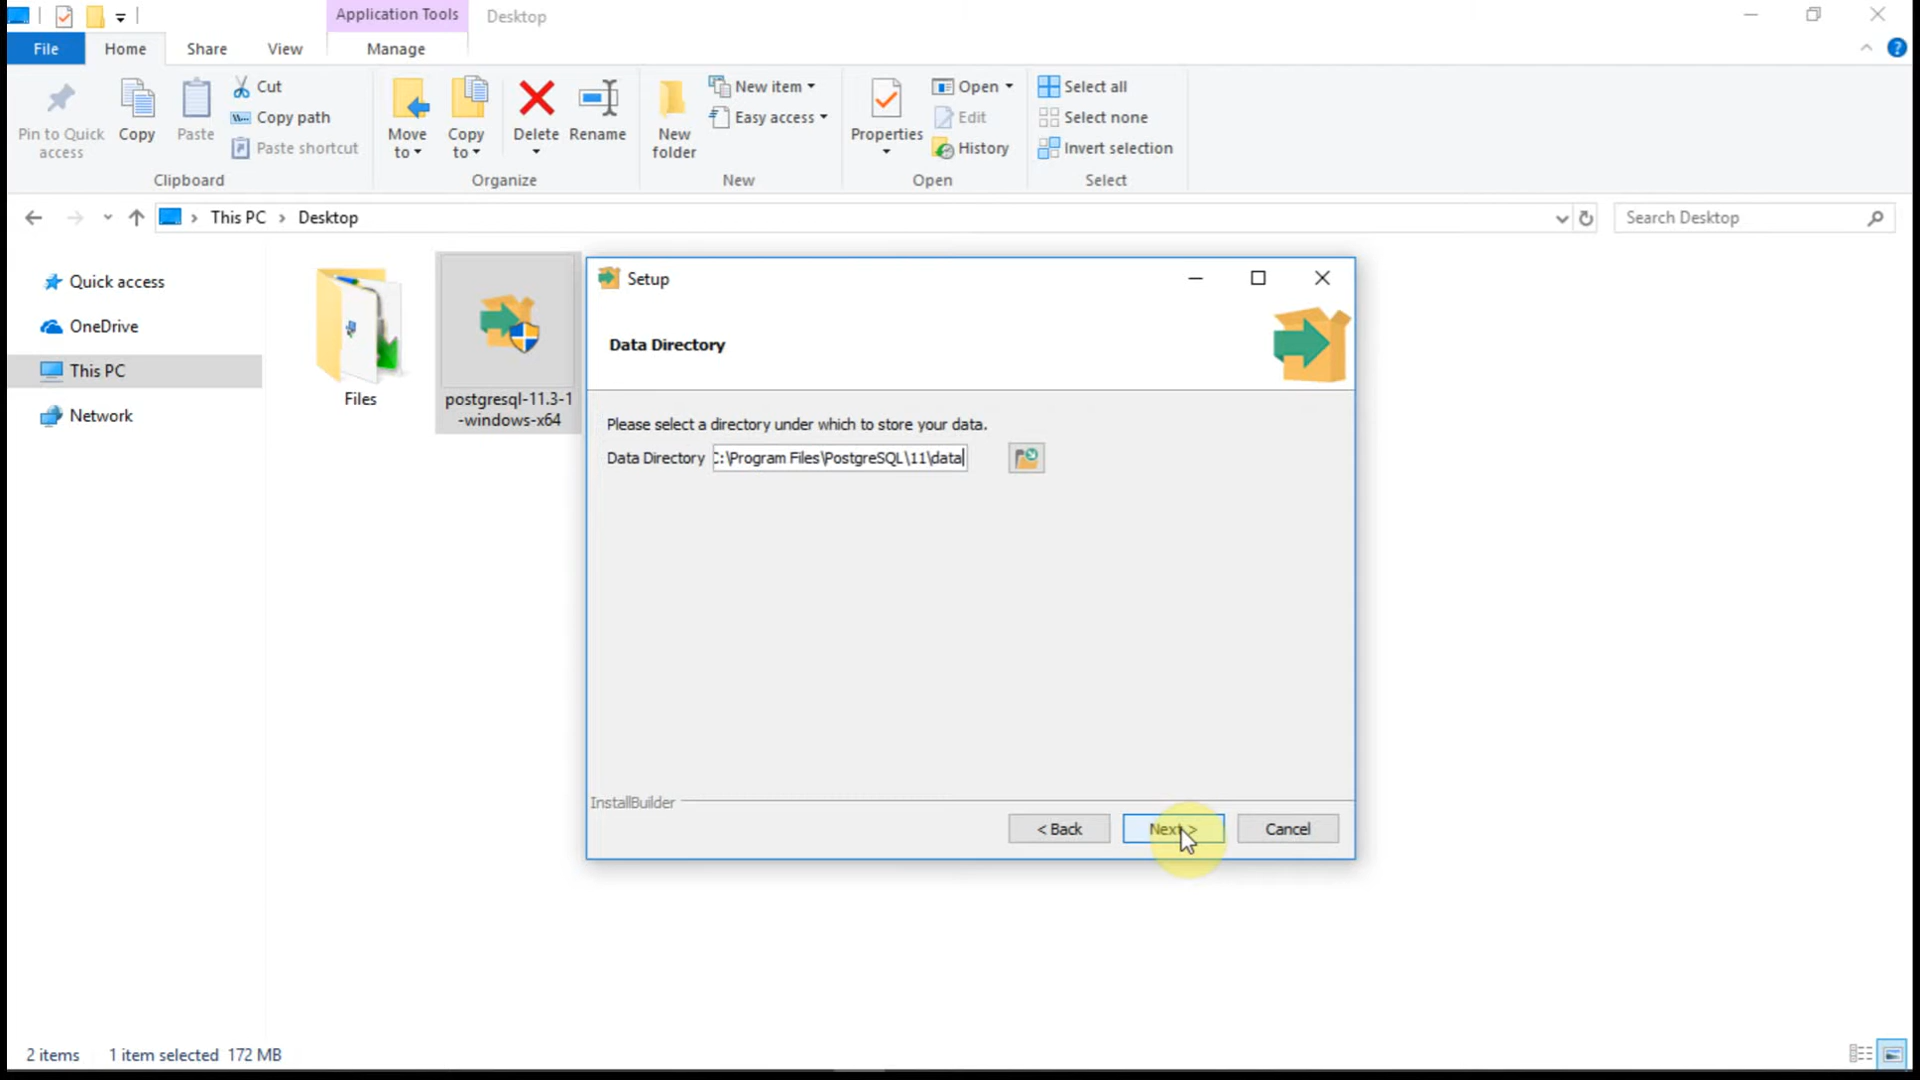 Application Tools Desktop
File Home Share View Manage
Pin to Quick
access
Copy
Paste
Cut
Copy path
Paste shortcut
Clipboard
Move
to
Copy
to
Delete
Rename
Organize
New
folder
New item
Easy access
New
Properties
Open
Edit
History
Open
Select all
Select none
Invert selection
Select
This PC > Desktop
Search Desktop
Quick access
OneDrive
This PC
Network
Files
postgresql-11.3-1
-windows-x64
Setup
Data Directory
Please select a directory under which to store your data.
Data Directory C:\Program Files\PostgreSQL\11\data
InstallBuilder
< Back Next > Cancel
2 items 1 item selected 172 MB